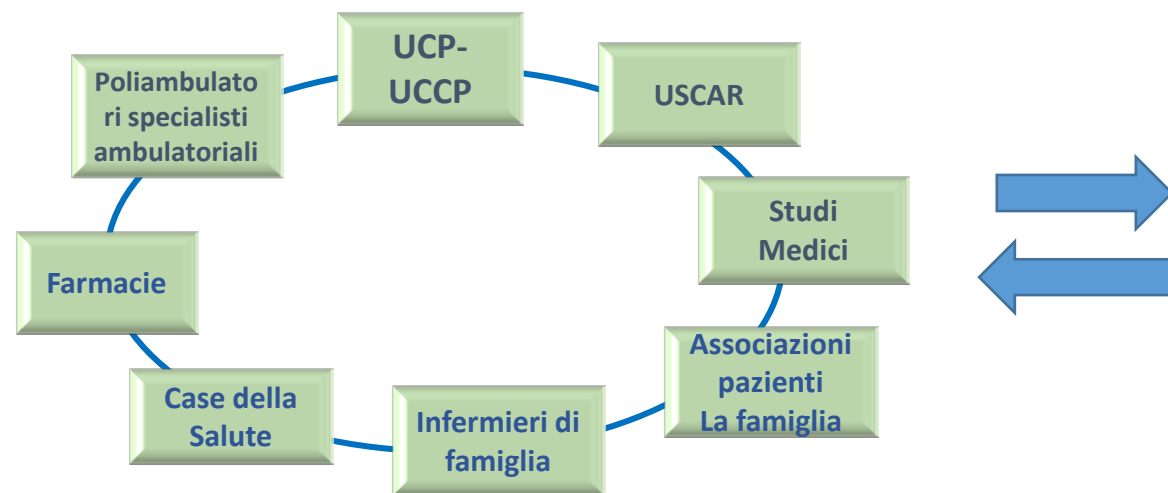 UCP-
UCCP
USCAR
Poliambulato
ri specialisti
ambulatoriali
Studi
Medici
Farmacie
Associazioni
pazienti
La famiglia
Case della
Salute
Infermieri di
famiglia